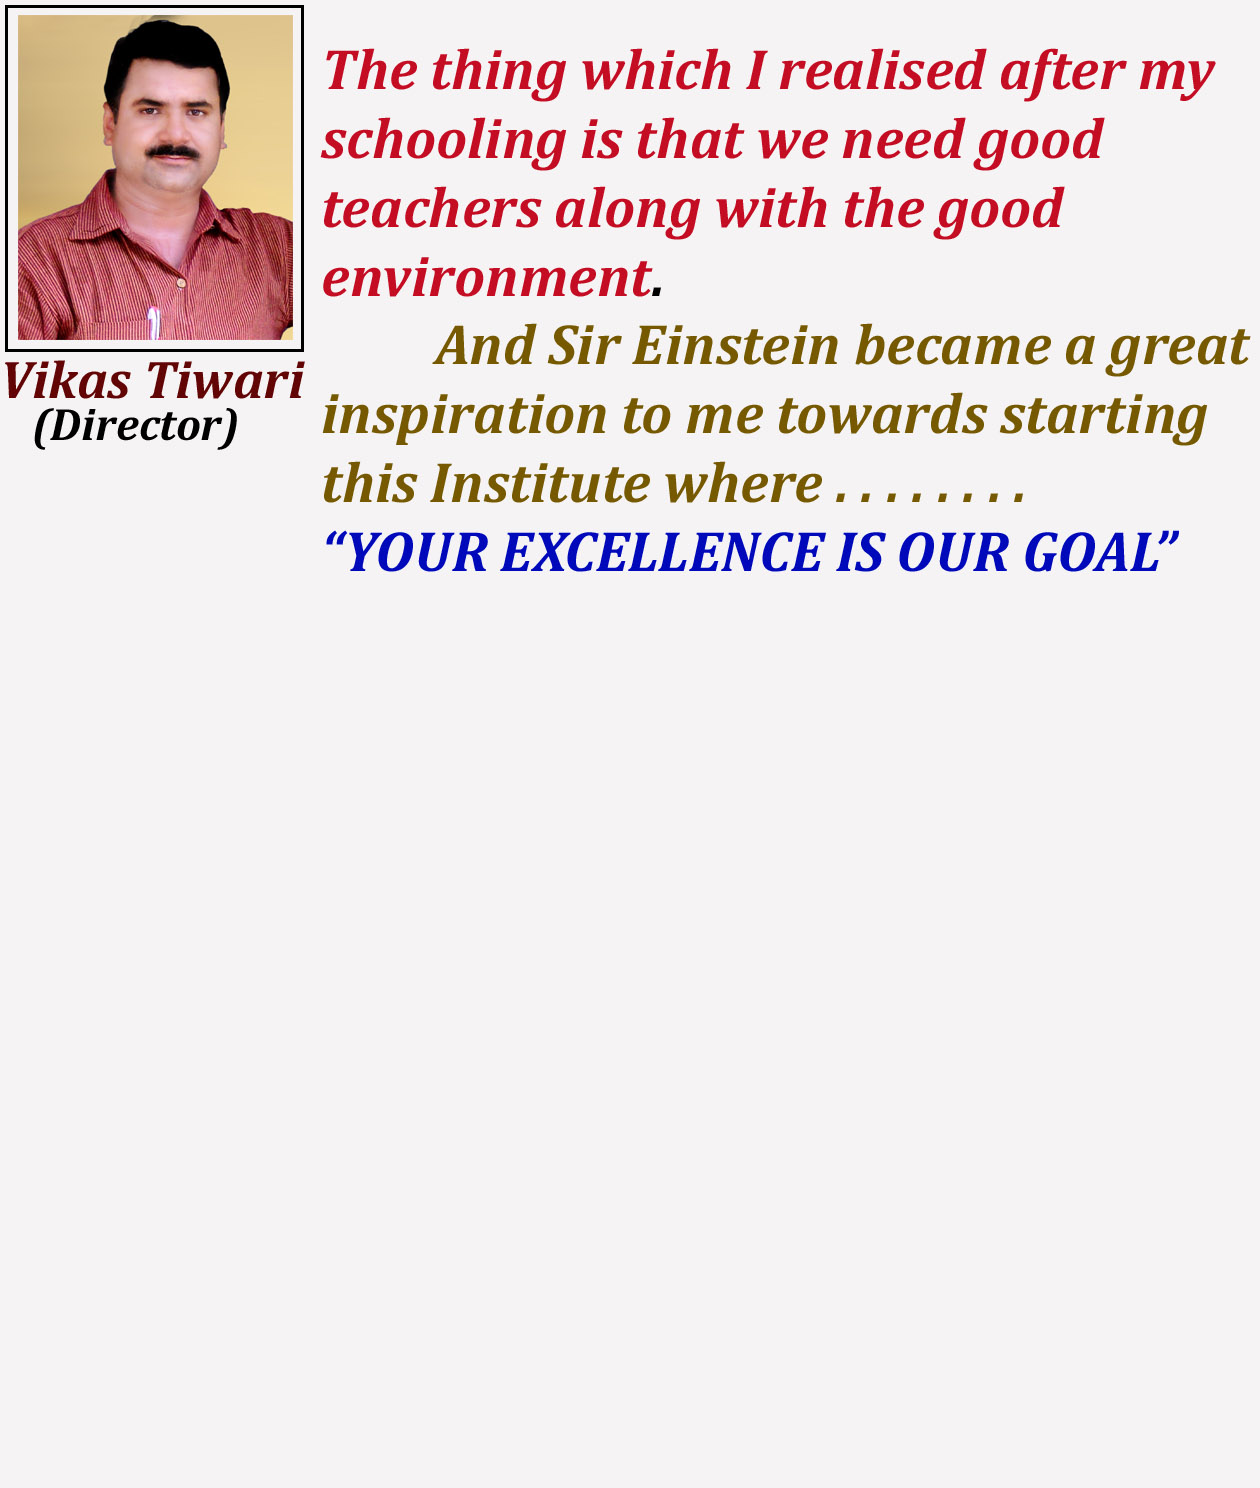 The thing which I realised after my
schooling is that we need good
teachers along with the good
environment.
And Sir Einstein became a great
inspiration to me towards starting
this Institute where . . . . . . . .
“YOUR EXCELLENCE IS OUR GOAL”
Vikas Tiwari
(Director)